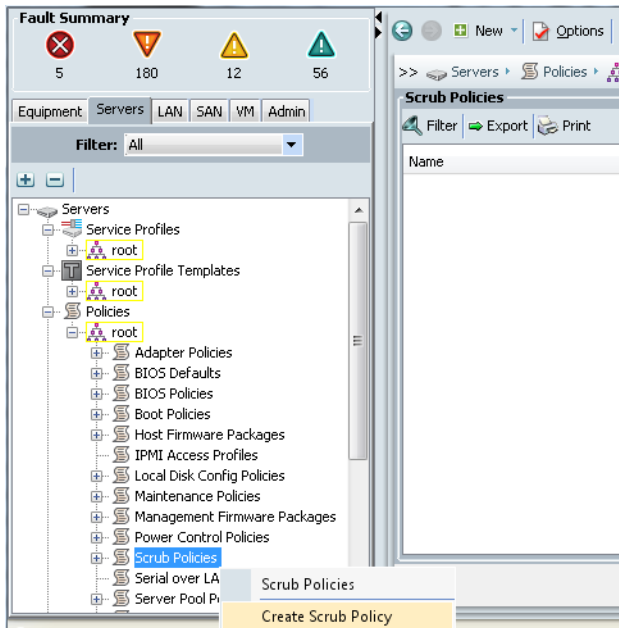 Fault Summary
5 180 12 56
Equipment Servers LAN SAN VM Admin
Filter: All
Servers
Service Profiles
root
Service Profile Templates
root
Policies
root
Adapter Policies
BIOS Defaults
BIOS Policies
Boot Policies
Host Firmware Packages
IPMI Access Profiles
Local Disk Config Policies
Maintenance Policies
Management Firmware Packages
Power Control Policies
Scrub Policies
Serial over LA
Server Pool P
Scrub Policies
Create Scrub Policy
New Options
>> Servers Policies
Scrub Policies
Filter Export Print
Name